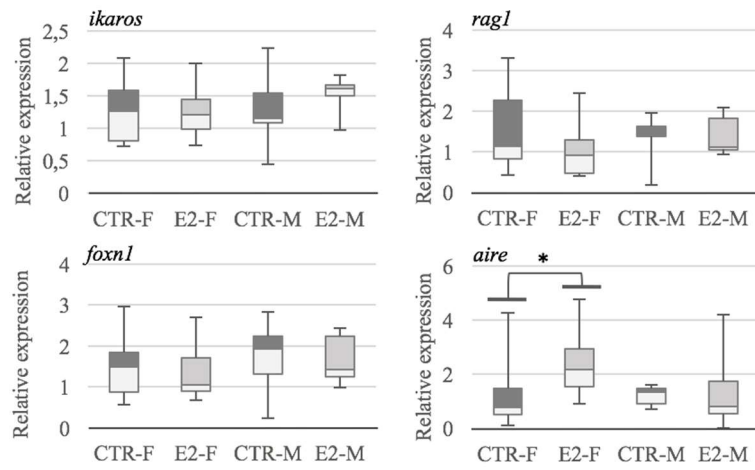 ikaros
Relative expression
2,5
2
1,5
1
0,5
0
CTR-F E2-F CTR-M E2-M
rag1
Relative expression
4
3
2
1
0
CTR-F E2-F CTR-M E2-M
foxn1
Relative expression
4
3
2
1
0
CTR-F E2-F CTR-M E2-M
aire
*
Relative expression
6
4
2
0
CTR-F E2-F CTR-M E2-M